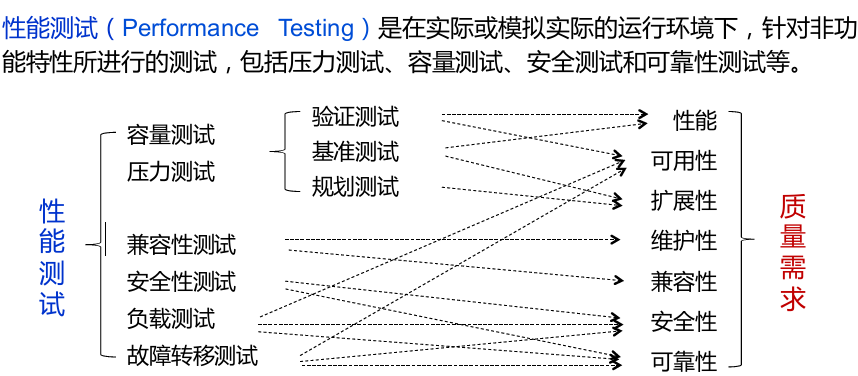 性能测试（Performance Testing）是在实际或模拟实际的运行环境下，针对非功
能特性所进行的测试，包括压力测试、容量测试、安全测试和可靠性测试等。
性能测试
容量测试
压力测试
兼容性测试
安全性测试
负载测试
故障转移测试
验证测试
基准测试
规划测试
性能
可用性
扩展性
维护性
兼容性
安全性
可靠性
质量需求